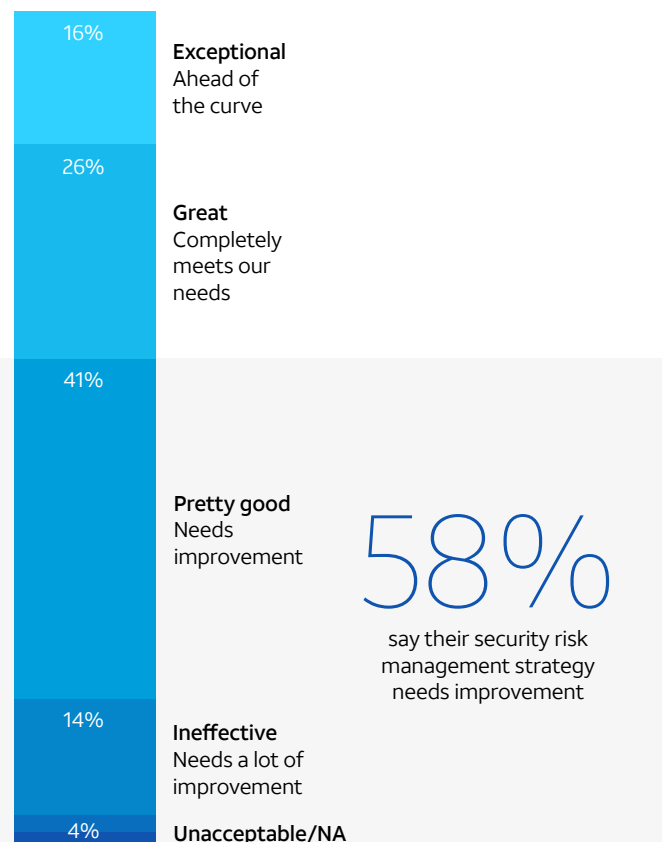 16%
Exceptional
Ahead of
the curve
26%
Great
Completely
meets our
needs
41%
Pretty good
Needs
improvement
58%
say their security risk
management strategy
needs improvement
14%
Ineffective
Needs a lot of
improvement
4%
Unacceptable/NA